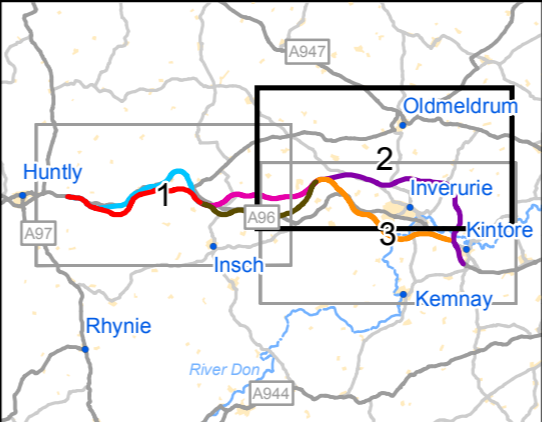 A947
Oldmeldrum
2
Huntly
1
Inverurie
A96
A97
3
Kintore
Insch
Kemnay
Rhynie
River Don
A944